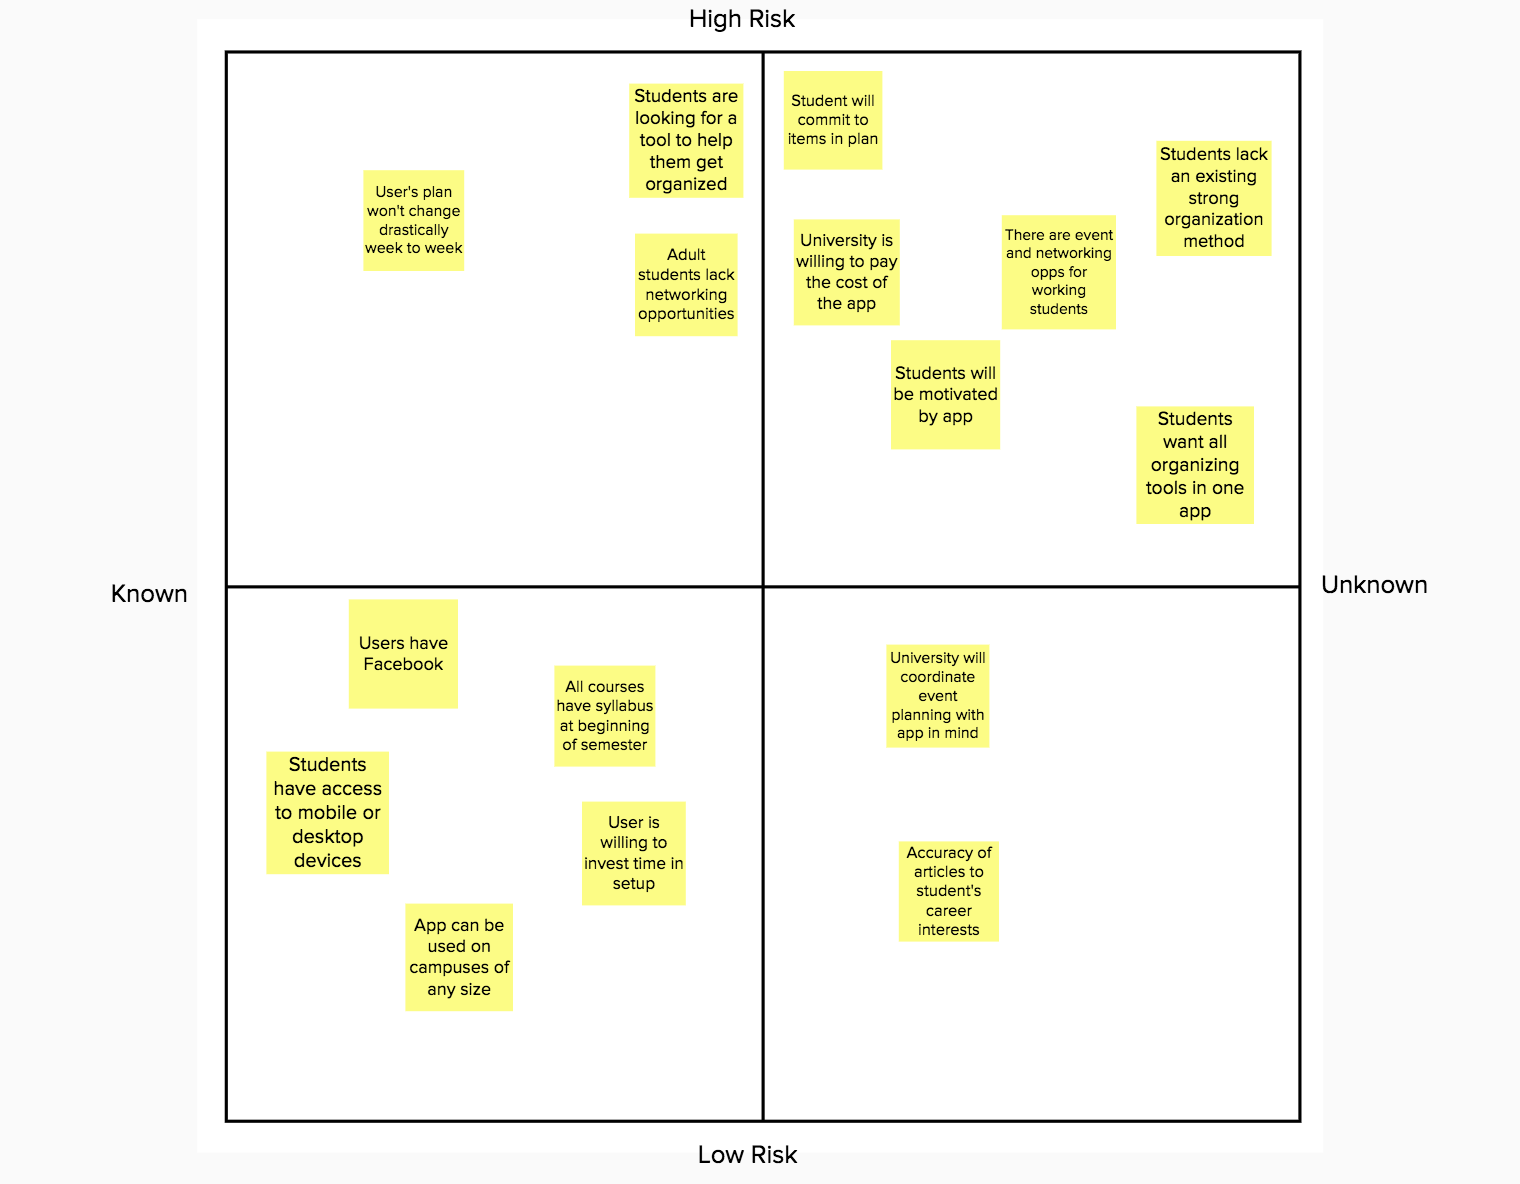 High Risk
Students are
looking for a
tool to help
them get
organized
User's plan
won't change
drastically
week to week
Adult
students lack
networking
opportunities
Student will
commit to
items in plan
Students lack
an existing
strong
organization
method
University is
willing to pay
the cost of
the app
There are event
and networking
opps for
working
students
Students will
be motivated
by app
Students
want all
organizing
tools in one
app
Known
Unknown
Users have
Facebook
All courses
have syllabus
at beginning
of semester
Students
have access
to mobile or
desktop
devices
User is
willing to
invest time in
setup
App can be
used on
campuses of
any size
University will
coordinate
event
planning with
app in mind
Accuracy of
articles to
student's
career
interests
Low Risk